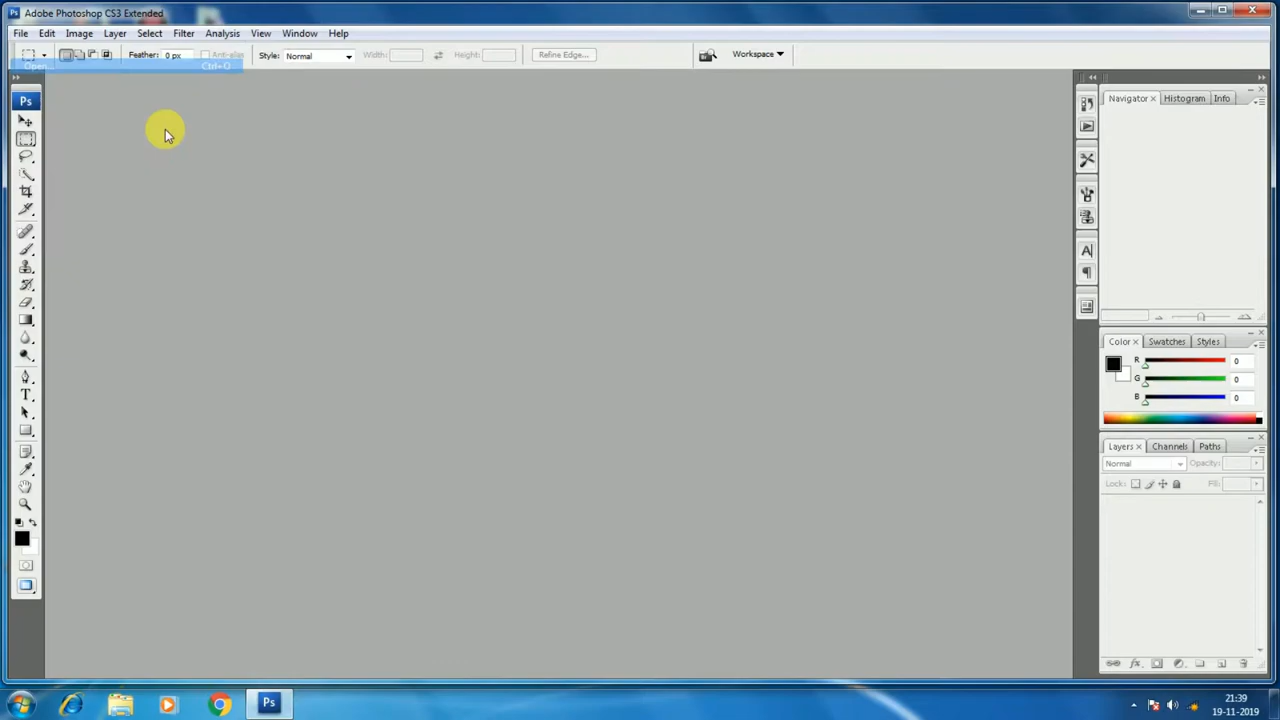 Adobe Photoshop CS3 Extended
File Edit Image Layer Select Filter Analysis View Window Help
Feather: 0 px Anti-alias Style: Normal Width: Height: Refine Edge... Workspace
Open... Ctrl+O
Ps
Navigator Histogram Info
Color Swatches Styles
R 0
G 0
B 0
Layers Channels Paths
Normal Opacity:
Lock: Fill:
A
T
Ps
21:39
19-11-2019